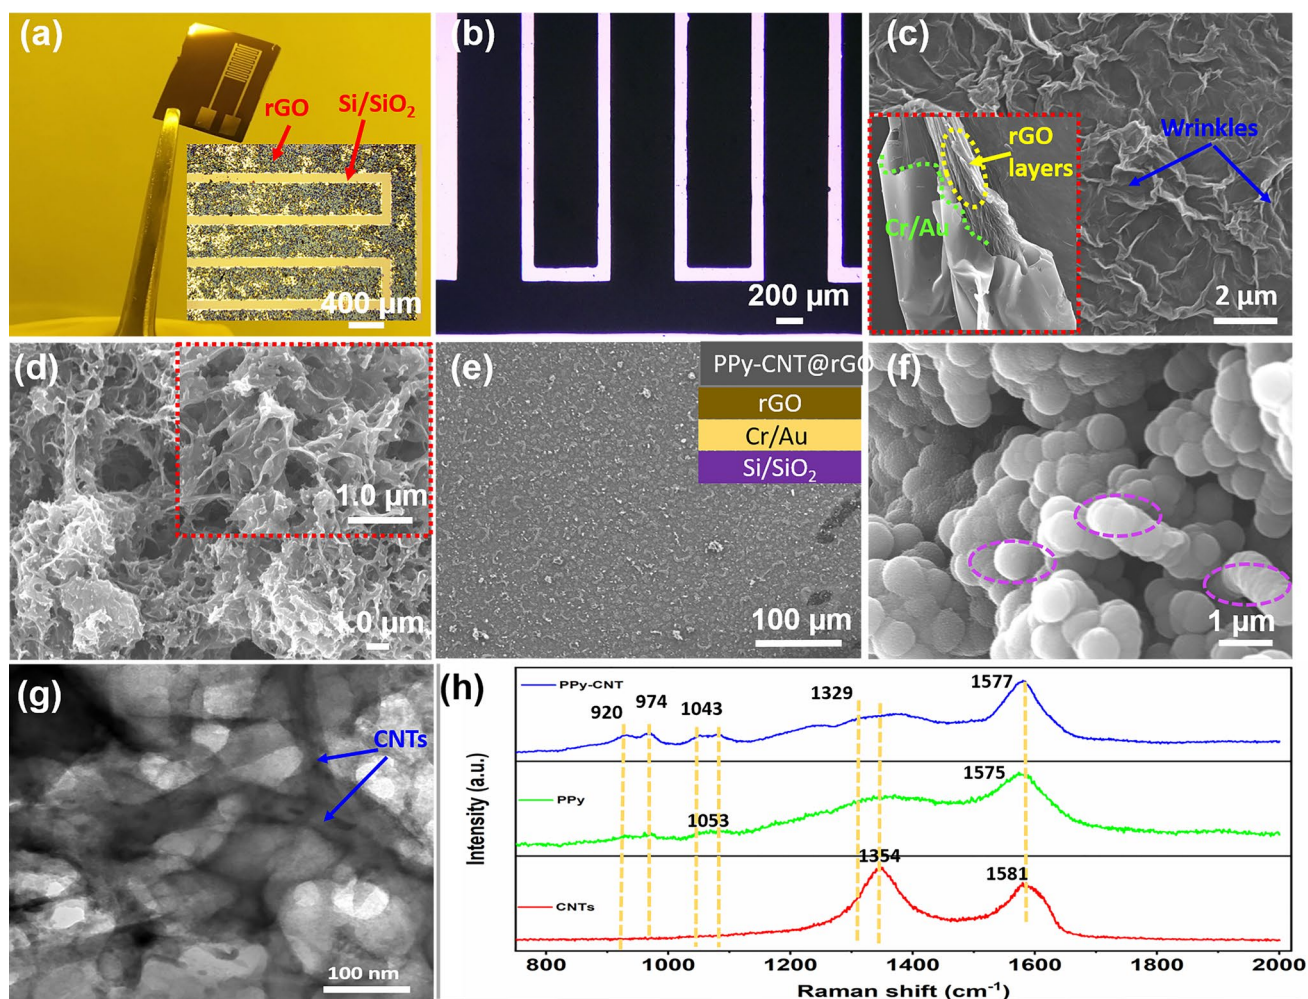 (a)
rGO
Si/SiO₂
400 μm
(b)
200 μm
(c)
Wrinkles
rGO
layers
Cr/Au
2 μm
(d)
1.0 μm
1.0 μm
(e)
PPy-CNT@rGO
rGO
Cr/Au
Si/SiO₂
100 μm
(f)
1 μm
(g)
CNTs
100 nm
(h)
PPy-CNT
920
974
1043
1329
1577
PPy
1053
1575
CNTs
1354
1581
Intensity (a.u.)
800 1000 1200 1400 1600 1800 2000
Raman shift (cm⁻¹)